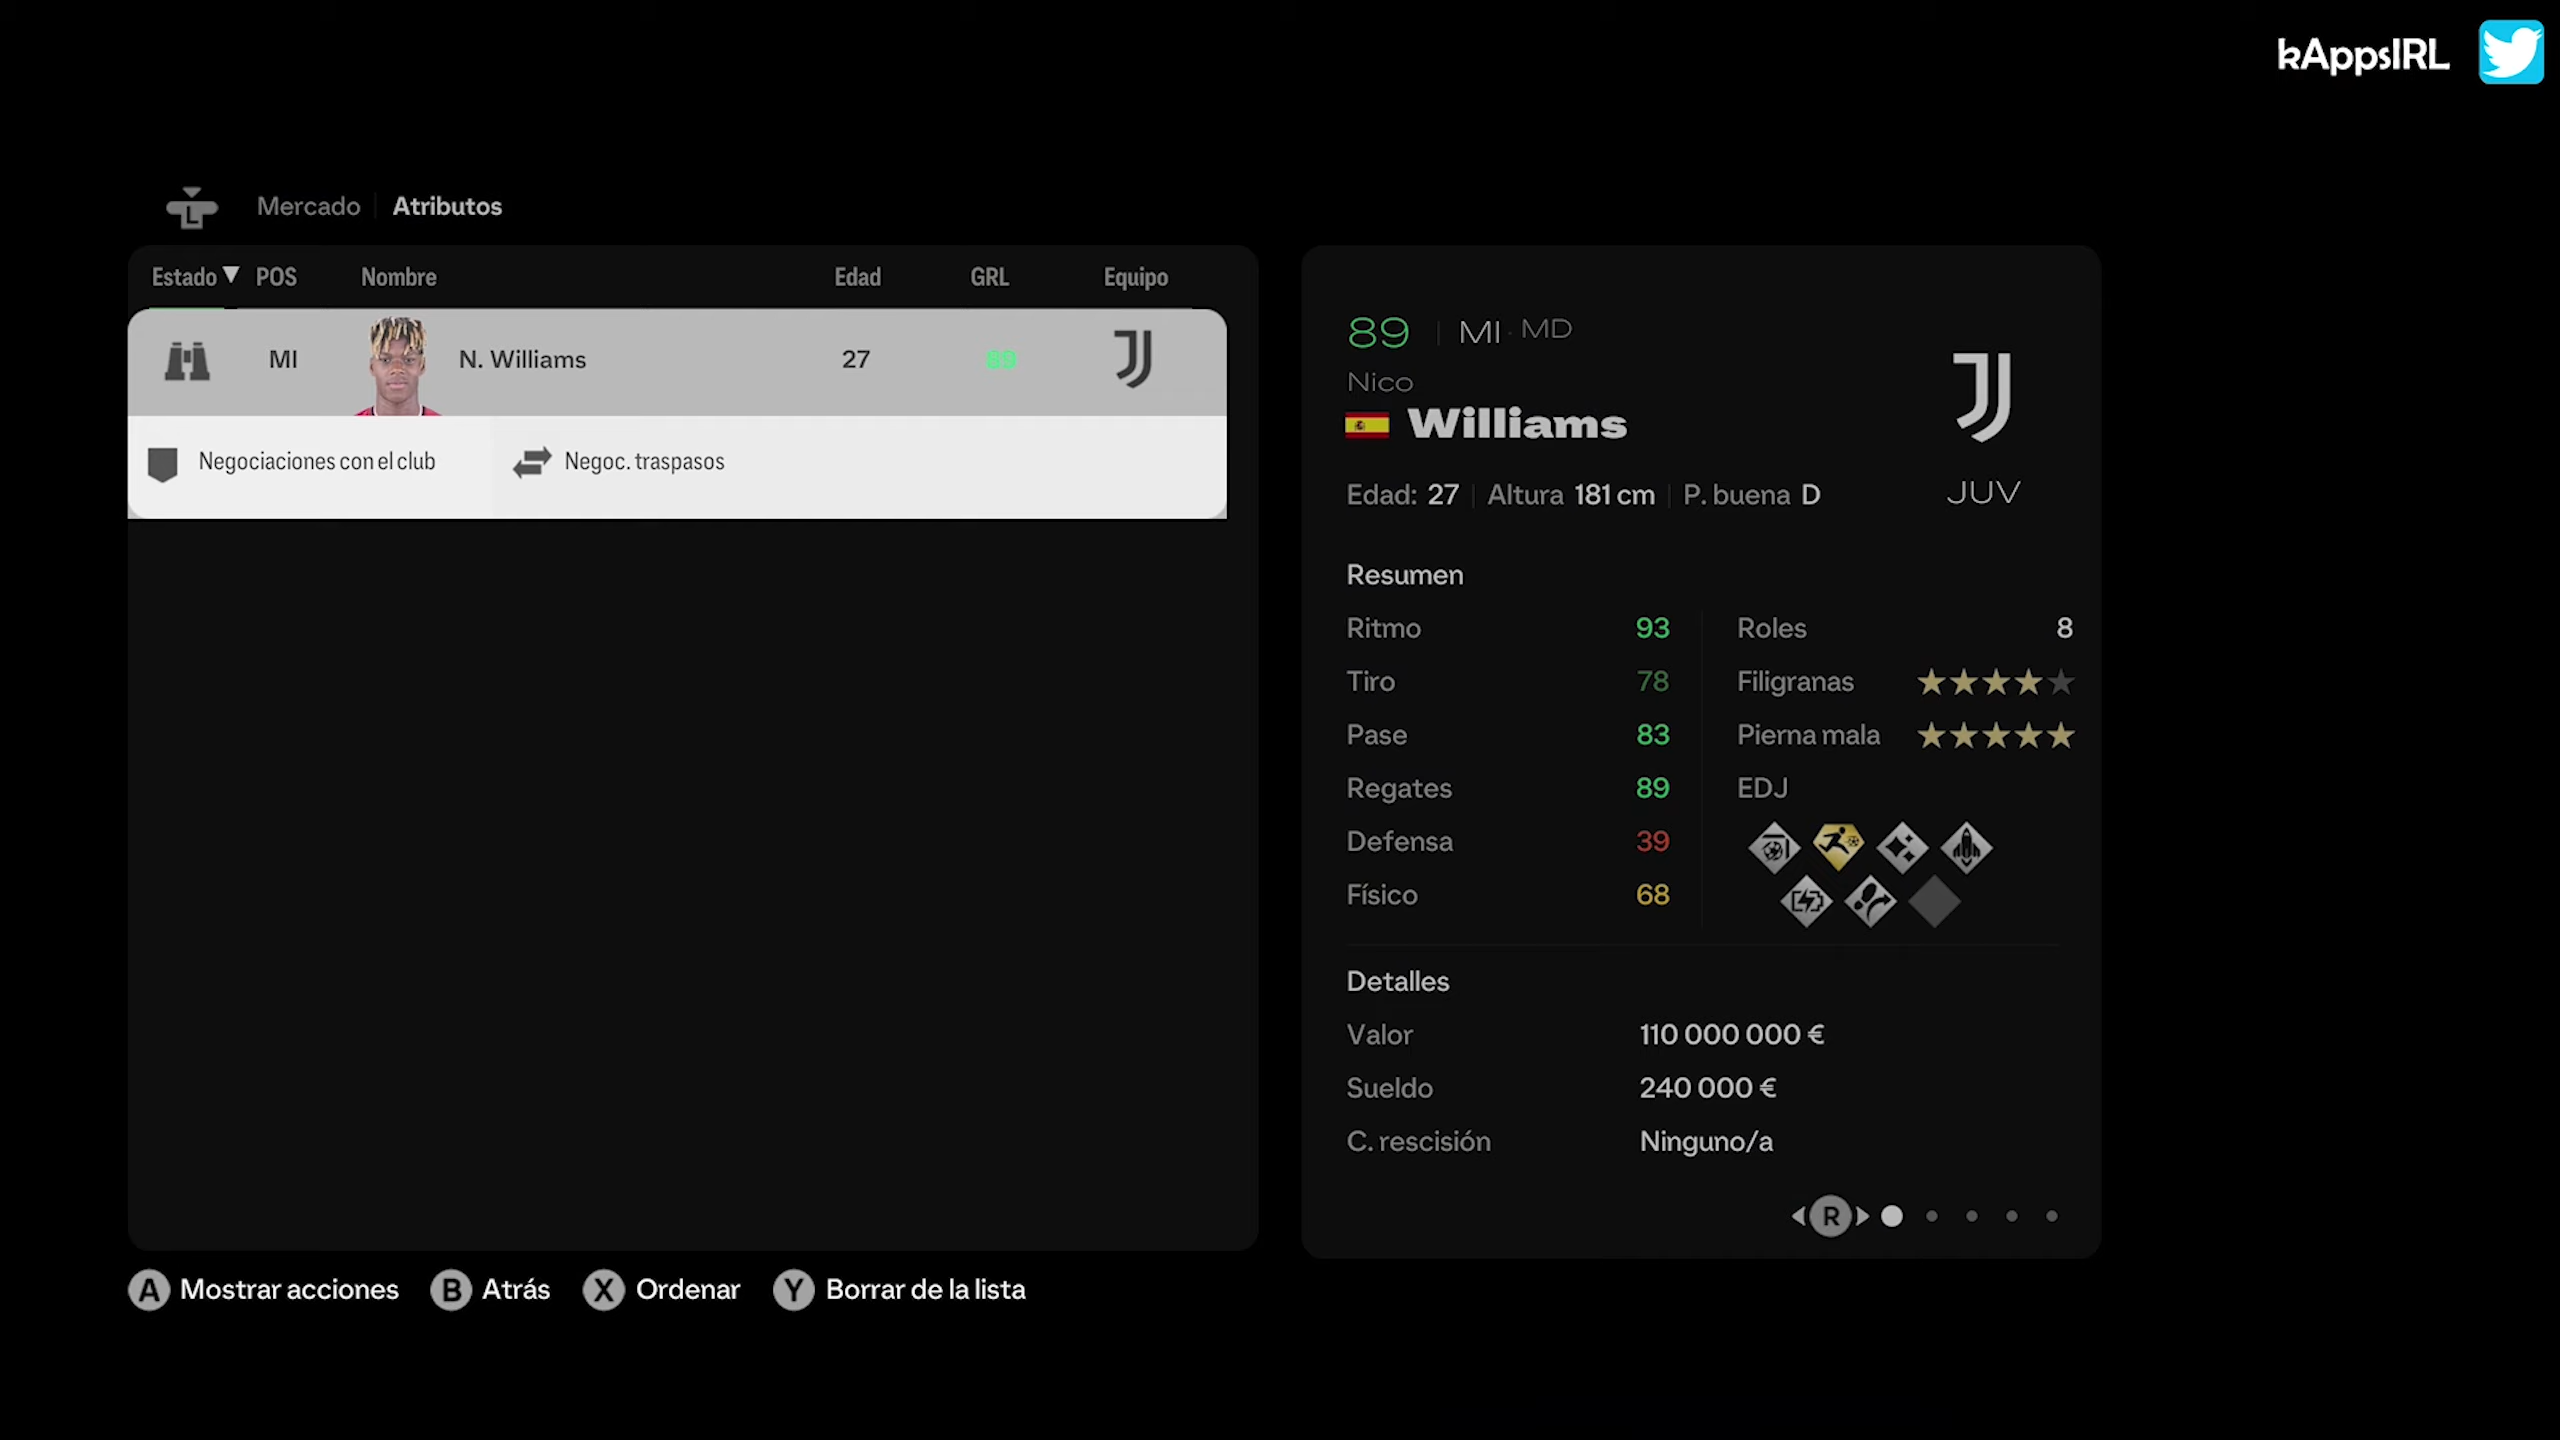 kAppsIRL
L Mercado Atributos
Estado POS Nombre Edad GRL Equipo
MI N. Williams 27 89
Negociaciones con el club Negoc. traspasos
89 MI · MD
Nico
Williams
JUV
Edad: 27 Altura 181 cm P. buena D
Resumen
Ritmo 93 Roles 8
Tiro 78 Filigranas
Pase 83 Pierna mala
Regates 89 EDJ
Defensa 39
Físico 68
Detalles
Valor 110 000 000 €
Sueldo 240 000 €
C. rescisión Ninguno/a
R
A Mostrar acciones B Atrás X Ordenar Y Borrar de la lista